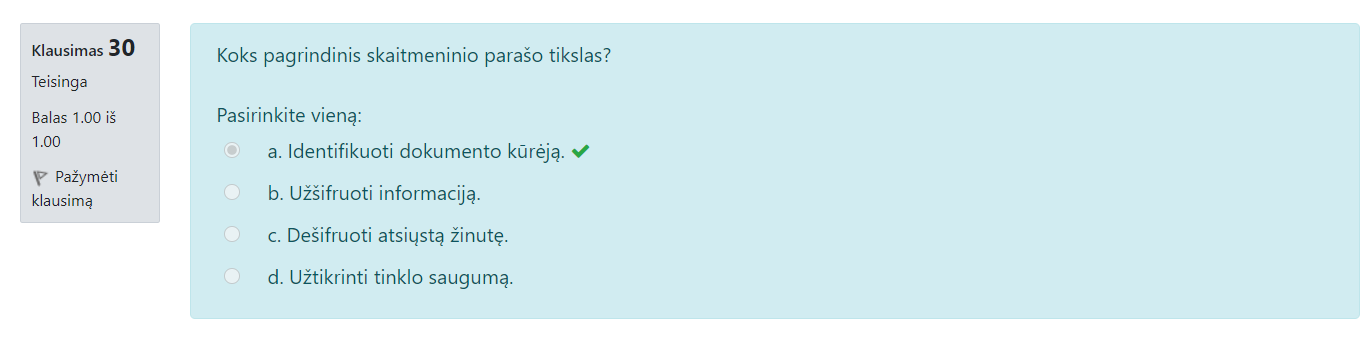 Klausimas 30
Teisinga
Balas 1.00 iš
1.00
Pažymėti
klausimą
Koks pagrindinis skaitmeninio parašo tikslas?
Pasirinkite vieną:
a. Identifikuoti dokumento kūrėją.
b. Užšifruoti informaciją.
c. Dešifruoti atsiųstą žinutę.
d. Užtikrinti tinklo saugumą.